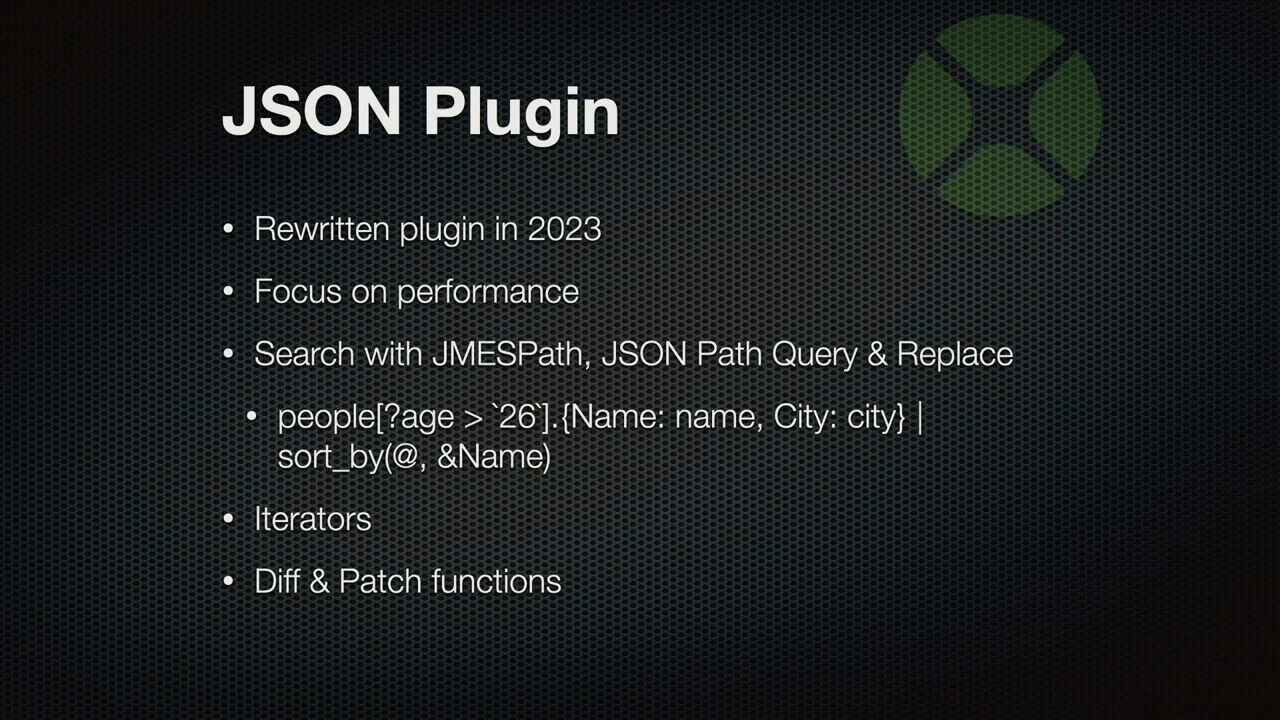 JSON Plugin
• Rewritten plugin in 2023
• Focus on performance
• Search with JMESPath, JSON Path Query & Replace
• people[?age > `26`].{Name: name, City: city} |
sort_by(@, &Name)
• Iterators
• Diff & Patch functions